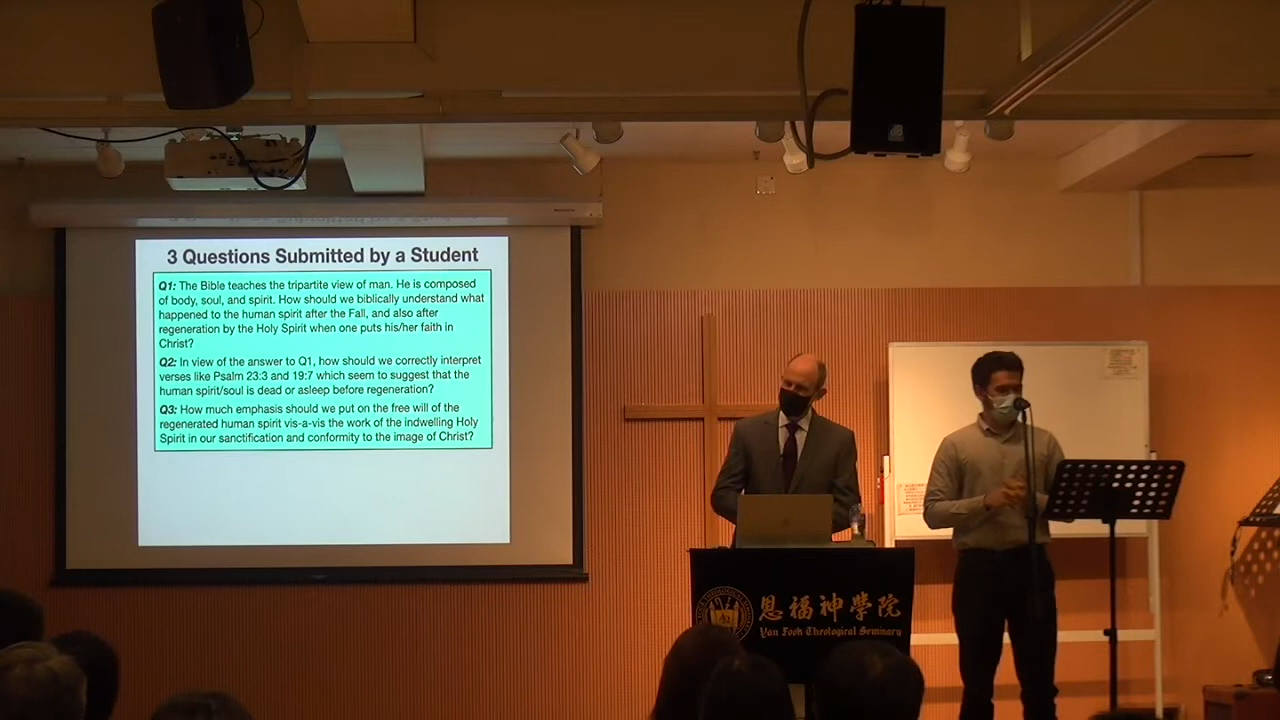 3 Questions Submitted by a Student
Q1: The Bible teaches the tripartite view of man. He is composed
of body, soul, and spirit. How should we biblically understand what
happened to the human spirit after the Fall, and also after
regeneration by the Holy Spirit when one puts his/her faith in
Christ?
Q2: In view of the answer to Q1, how should we correctly interpret
verses like Psalm 23:3 and 19:7 which seem to suggest that the
human spirit/soul is dead or asleep before regeneration?
Q3: How much emphasis should we put on the free will of the
regenerated human spirit vis-a-vis the work of the indwelling Holy
Spirit in our sanctification and conformity to the image of Christ?
恩福神學院
Yan Fook Theological Seminary